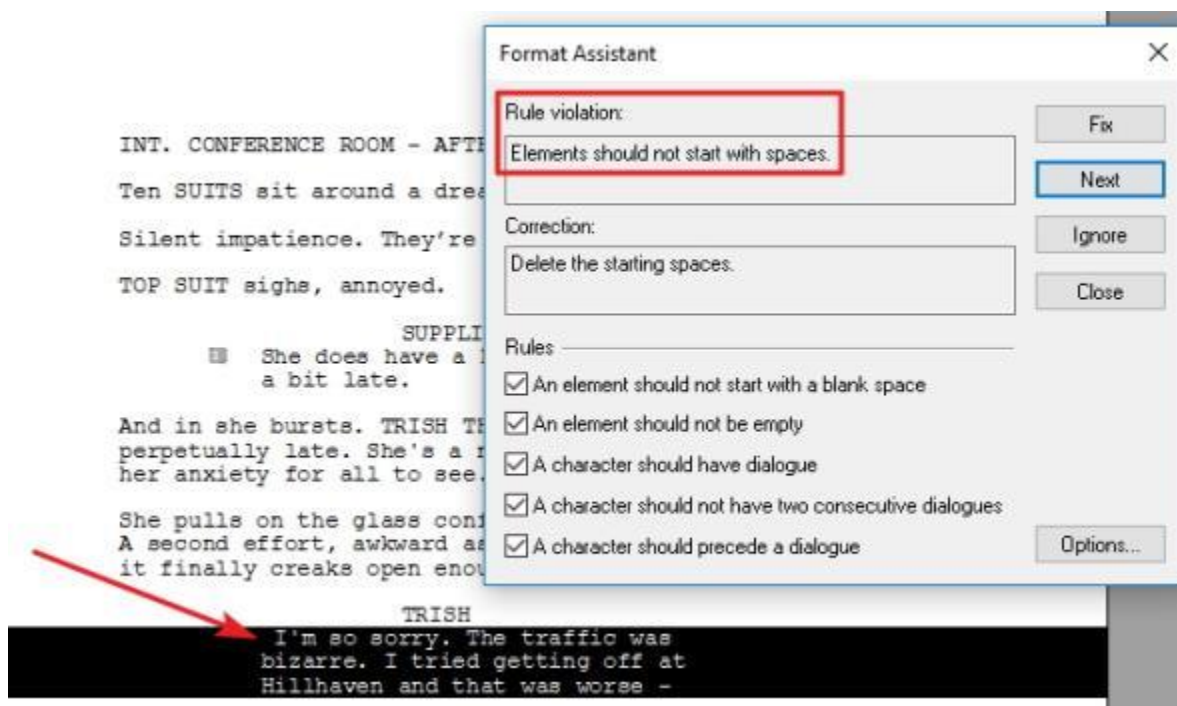 Format Assistant
Rule violation:
Elements should not start with spaces.
Correction:
Delete the starting spaces.
Rules
An element should not start with a blank space
An element should not be empty
A character should have dialogue
A character should not have two consecutive dialogues
A character should precede a dialogue
Fix
Next
Ignore
Close
Options...
INT. CONFERENCE ROOM - AFTE
Ten SUITS sit around a drea
Silent impatience. They're
TOP SUIT sighs, annoyed.
SUPPLI
She does have a l
a bit late.
And in she bursts. TRISH TH
perpetually late. She's a
her anxiety for all to see.
She pulls on the glass conf
A second effort, awkward as
it finally creaks open enou
TRISH
I'm so sorry. The traffic was
bizarre. I tried getting off at
Hillhaven and that was worse -